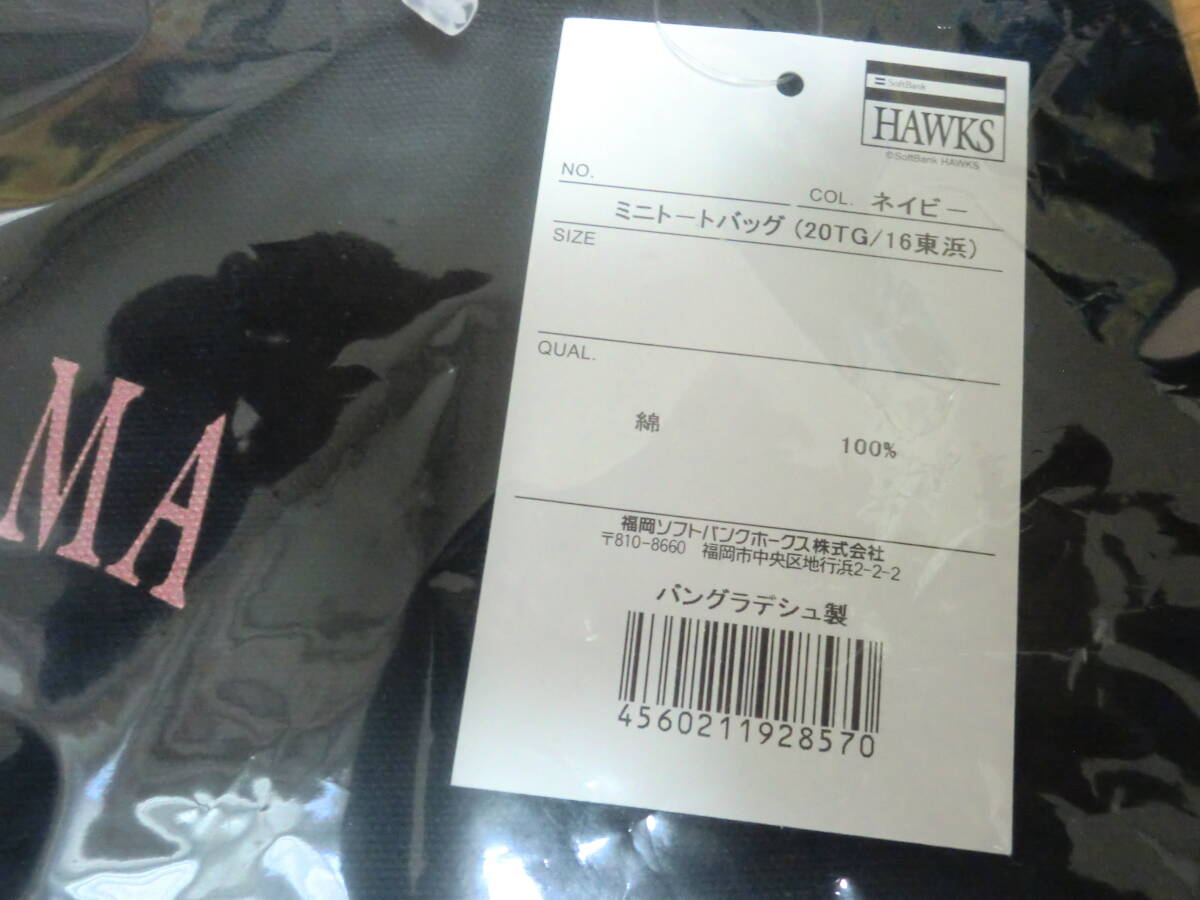 SoftBank
HAWKS
©SoftBank HAWKS
NO.
COL. ネイビー
ミニトートバッグ(20TG/16東浜)
SIZE
QUAL.
綿 100%
福岡ソフトバンクホークス株式会社
〒810-8660 福岡市中央区地行浜2-2-2
バングラデシュ製
4560211928570
MA